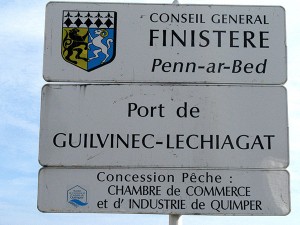 CONSEIL GENERAL
FINISTERE
Penn-ar-Bed
Port de
GUILVINEC-LECHIAGAT
Concession Pêche :
CHAMBRE de COMMERCE
et d' INDUSTRIE de QUIMPER